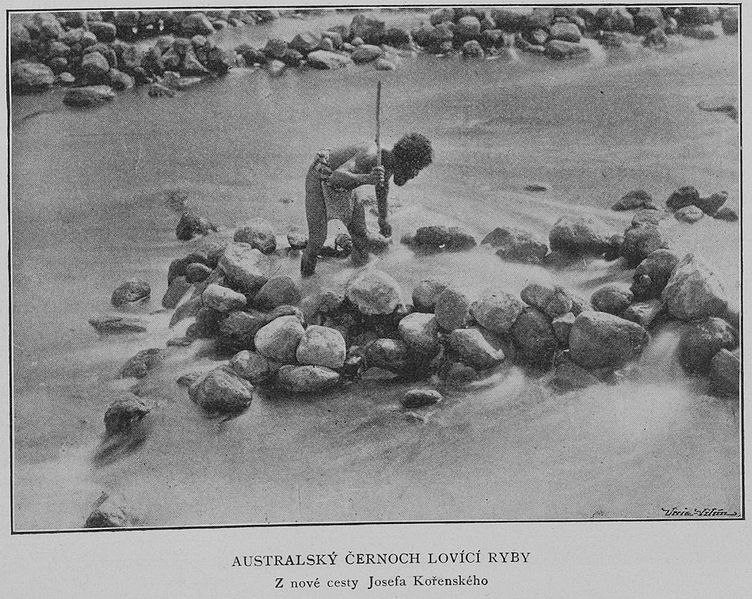 AUSTRALSKÝ ČERNOCH LOVÍCÍ RYBY
Z nové cesty Josefa Kořenského